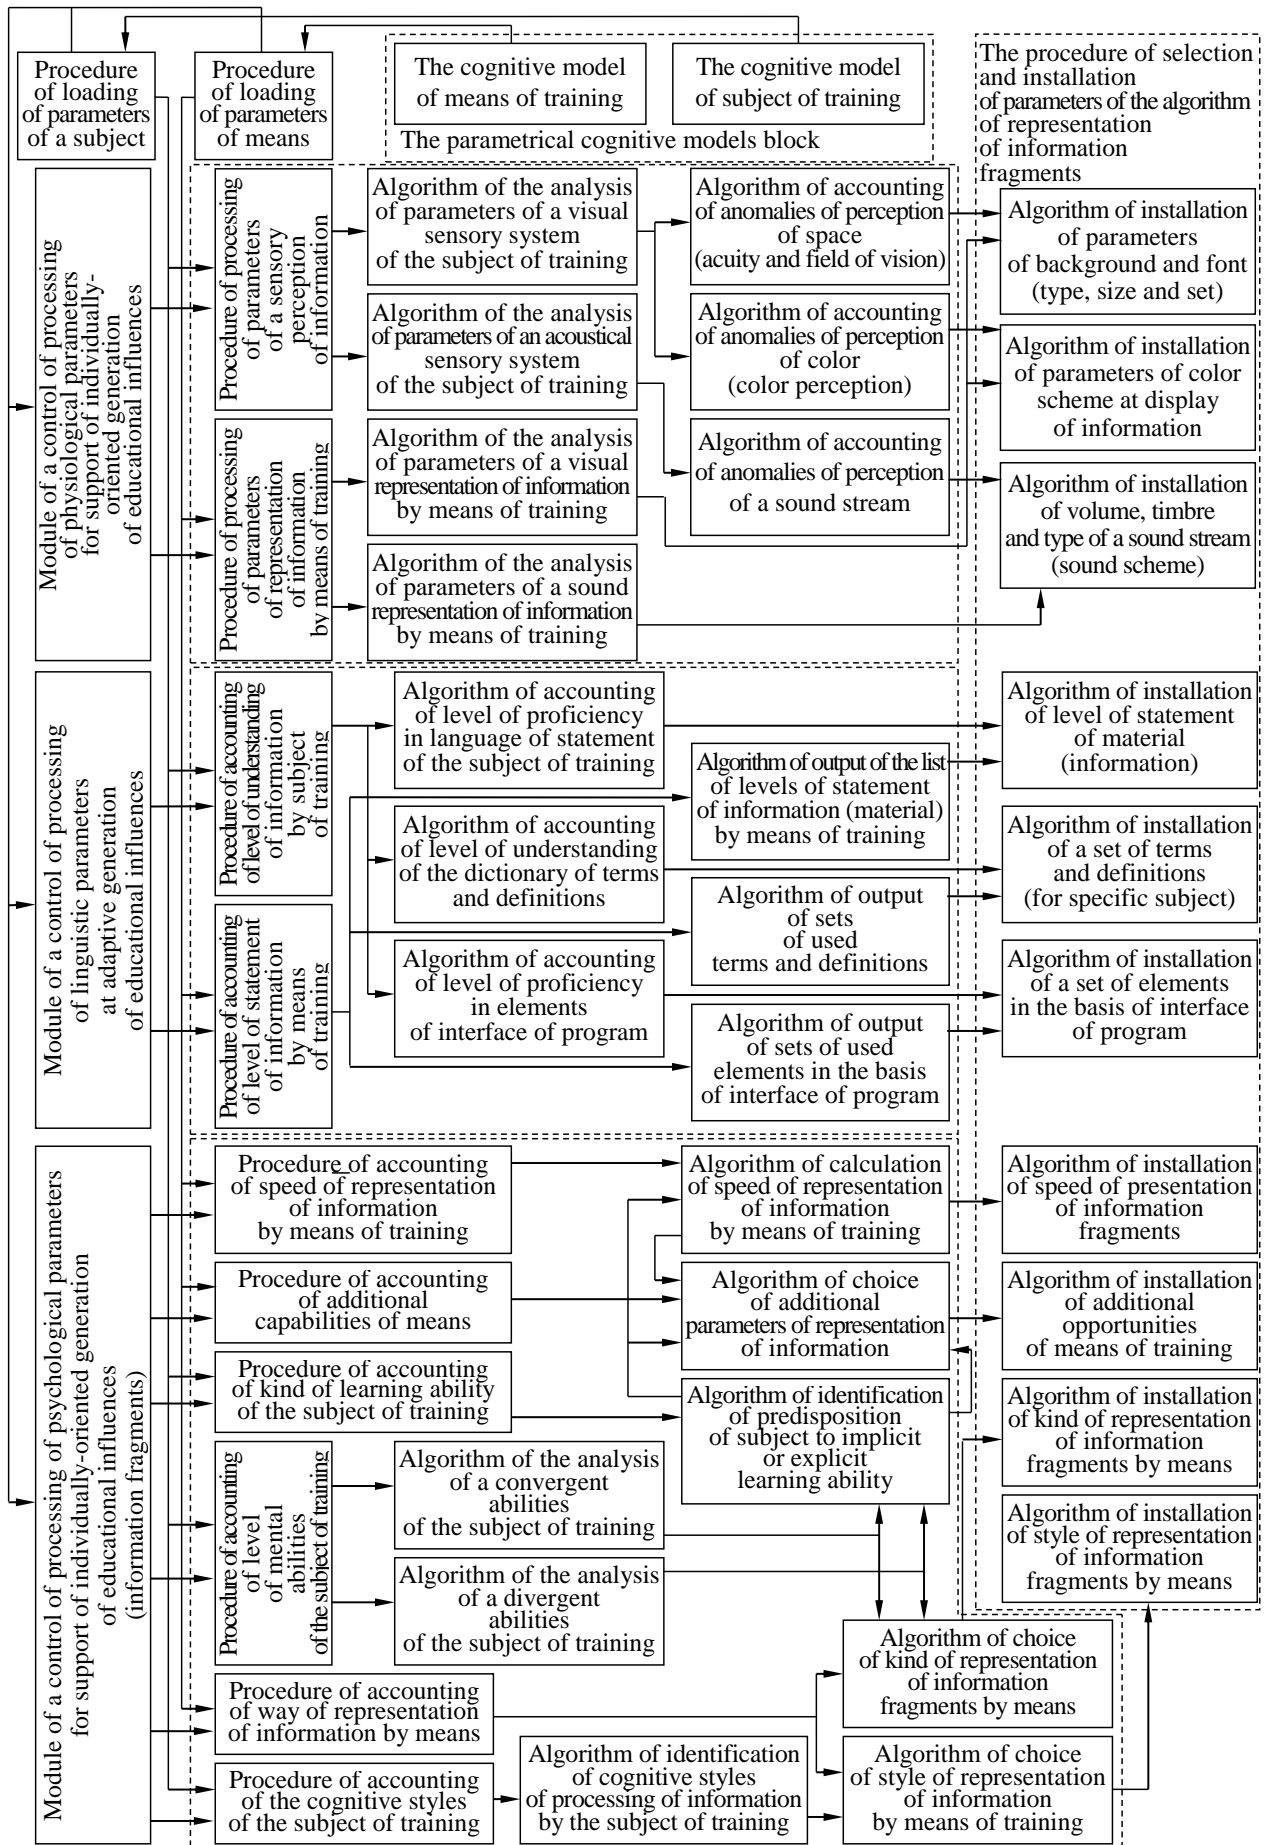 Procedure
of loading
of parameters
of a subject
Procedure
of loading
of parameters
of means
The cognitive model
of means of training
The cognitive model
of subject of training
The parametrical cognitive models block
The procedure of selection
and installation
of parameters of the algorithm
of representation
of information
fragments
Module of a control of processing
of physiological parameters
for support of individually-
oriented generation
of educational influences
Procedure of processing
of parameters
of a sensory
perception
of information
Algorithm of the analysis
of parameters of a visual
sensory system
of the subject of training
Algorithm of accounting
of anomalies of perception
of space
(acuity and field of vision)
Algorithm of installation
of parameters
of background and font
(type, size and set)
Algorithm of the analysis
of parameters of an acoustical
sensory system
of the subject of training
Algorithm of accounting
of anomalies of perception
of color
(color perception)
Algorithm of installation
of parameters of color
scheme at display
of information
Procedure of processing
of parameters
of representation
of information
by means of training
Algorithm of the analysis
of parameters of a visual
representation of information
by means of training
Algorithm of accounting
of anomalies of perception
of a sound stream
Algorithm of installation
of volume, timbre
and type of a sound stream
(sound scheme)
Algorithm of the analysis
of parameters of a sound
representation of information
by means of training
Module of a control of processing
of linguistic parameters
at adaptive generation
of educational influences
Procedure of accounting
of level of understanding
of information
by subject
of training
Algorithm of accounting
of level of proficiency
in language of statement
of the subject of training
Algorithm of output of the list
of levels of statement
of information (material)
by means of training
Algorithm of installation
of level of statement
of material
(information)
Algorithm of accounting
of level of understanding
of the dictionary of terms
and definitions
Algorithm of output
of sets
of used
terms and definitions
Algorithm of installation
of a set of terms
and definitions
(for specific subject)
Procedure of accounting
of level of statement
of information
by means
of training
Algorithm of accounting
of level of proficiency
in elements
of interface of program
Algorithm of output
of sets of used
elements in the basis
of interface of program
Algorithm of installation
of a set of elements
in the basis of interface
of program
Module of a control of processing of psychological parameters
for support of individually-oriented generation
of educational influences
(information fragments)
Procedure of accounting
of speed of representation
of information
by means of training
Algorithm of calculation
of speed of representation
of information
by means of training
Algorithm of installation
of speed of presentation
of information
fragments
Procedure of accounting
of additional
capabilities of means
Algorithm of choice
of additional
parameters of representation
of information
Algorithm of installation
of additional
opportunities
of means of training
Procedure of accounting
of kind of learning ability
of the subject of training
Algorithm of identification
of predisposition
of subject to implicit
or explicit
learning ability
Algorithm of installation
of kind of representation
of information
fragments by means
Procedure of accounting
of level
of mental
abilities
of the subject of training
Algorithm of the analysis
of a convergent
abilities
of the subject of training
Algorithm of installation
of style of representation
of information
fragments by means
Algorithm of the analysis
of a divergent
abilities
of the subject of training
Algorithm of choice
of kind of representation
of information
fragments by means
Procedure of accounting
of way of representation
of information by means
Procedure of accounting
of the cognitive styles
of the subject of training
Algorithm of identification
of cognitive styles
of processing of information
by the subject of training
Algorithm of choice
of style of representation
of information
by means of training